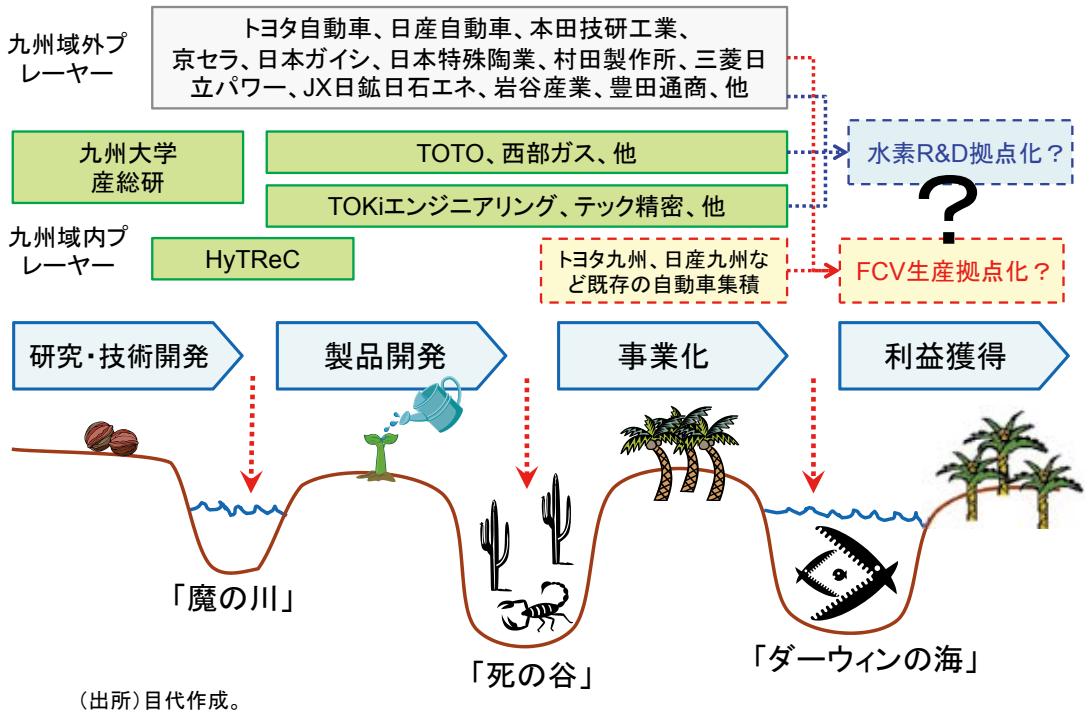 九州域外プ
レーヤー
トヨタ自動車、日産自動車、本田技研工業、
京セラ、日本ガイシ、日本特殊陶業、村田製作所、三菱日
立パワー、JX日鉱日石エネ、岩谷産業、豊田通商、他
九州大学
産総研
TOTO、西部ガス、他
水素R&D拠点化？
TOKiエンジニアリング、テック精密、他
?
九州域内プ
レーヤー
HyTReC
トヨタ九州、日産九州な
ど既存の自動車集積
FCV生産拠点化？
研究・技術開発
製品開発
事業化
利益獲得
「魔の川」
「死の谷」
「ダーウィンの海」
（出所）目代作成。